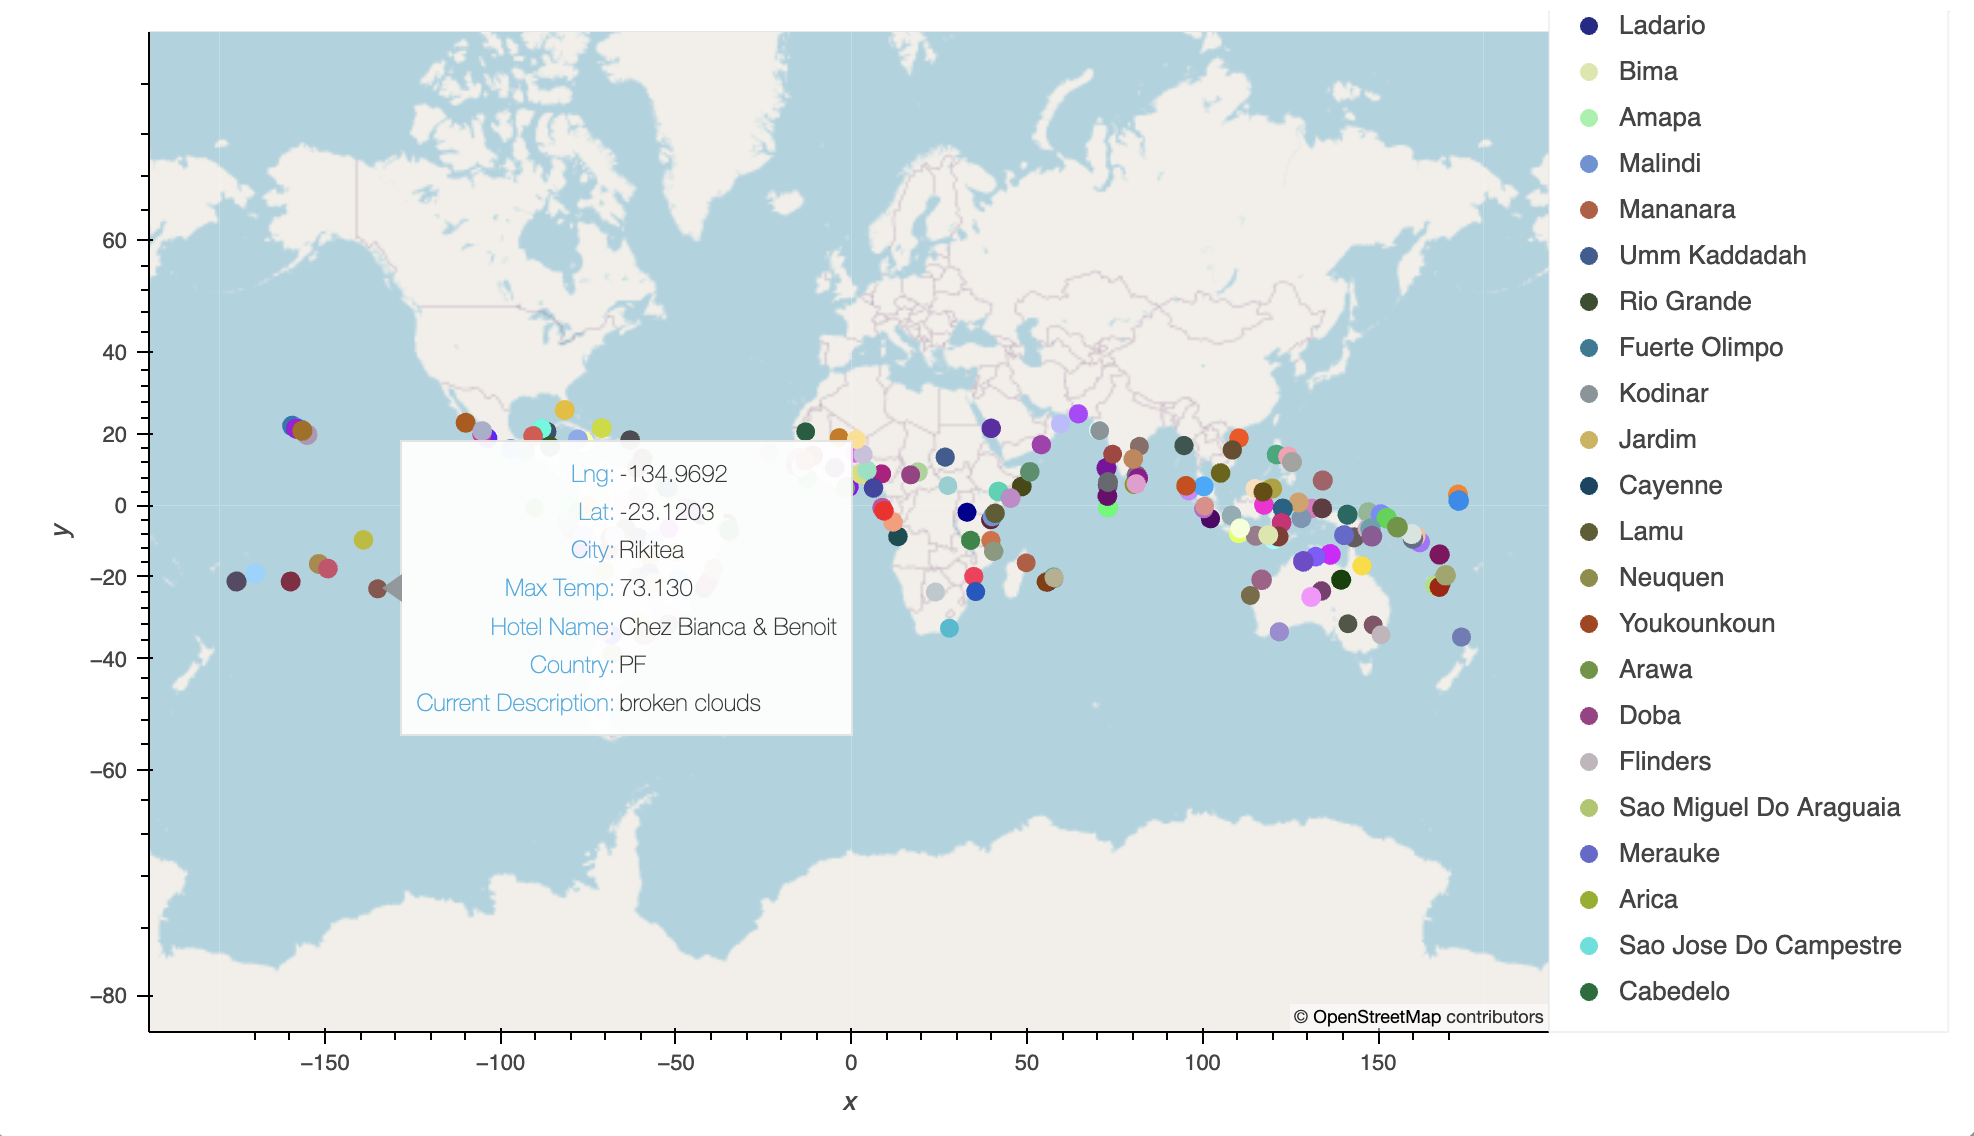 60
40
20
0
−20
−40
−60
−80
y
−150
−100
−50
0
50
100
150
x
Lng: -134.9692
Lat: -23.1203
City: Rikitea
Max Temp: 73.130
Hotel Name: Chez Bianca & Benoit
Country: PF
Current Description: broken clouds
© OpenStreetMap contributors
Ladario
Bima
Amapa
Malindi
Mananara
Umm Kaddadah
Rio Grande
Fuerte Olimpo
Kodinar
Jardim
Cayenne
Lamu
Neuquen
Youkounkoun
Arawa
Doba
Flinders
Sao Miguel Do Araguaia
Merauke
Arica
Sao Jose Do Campestre
Cabedelo